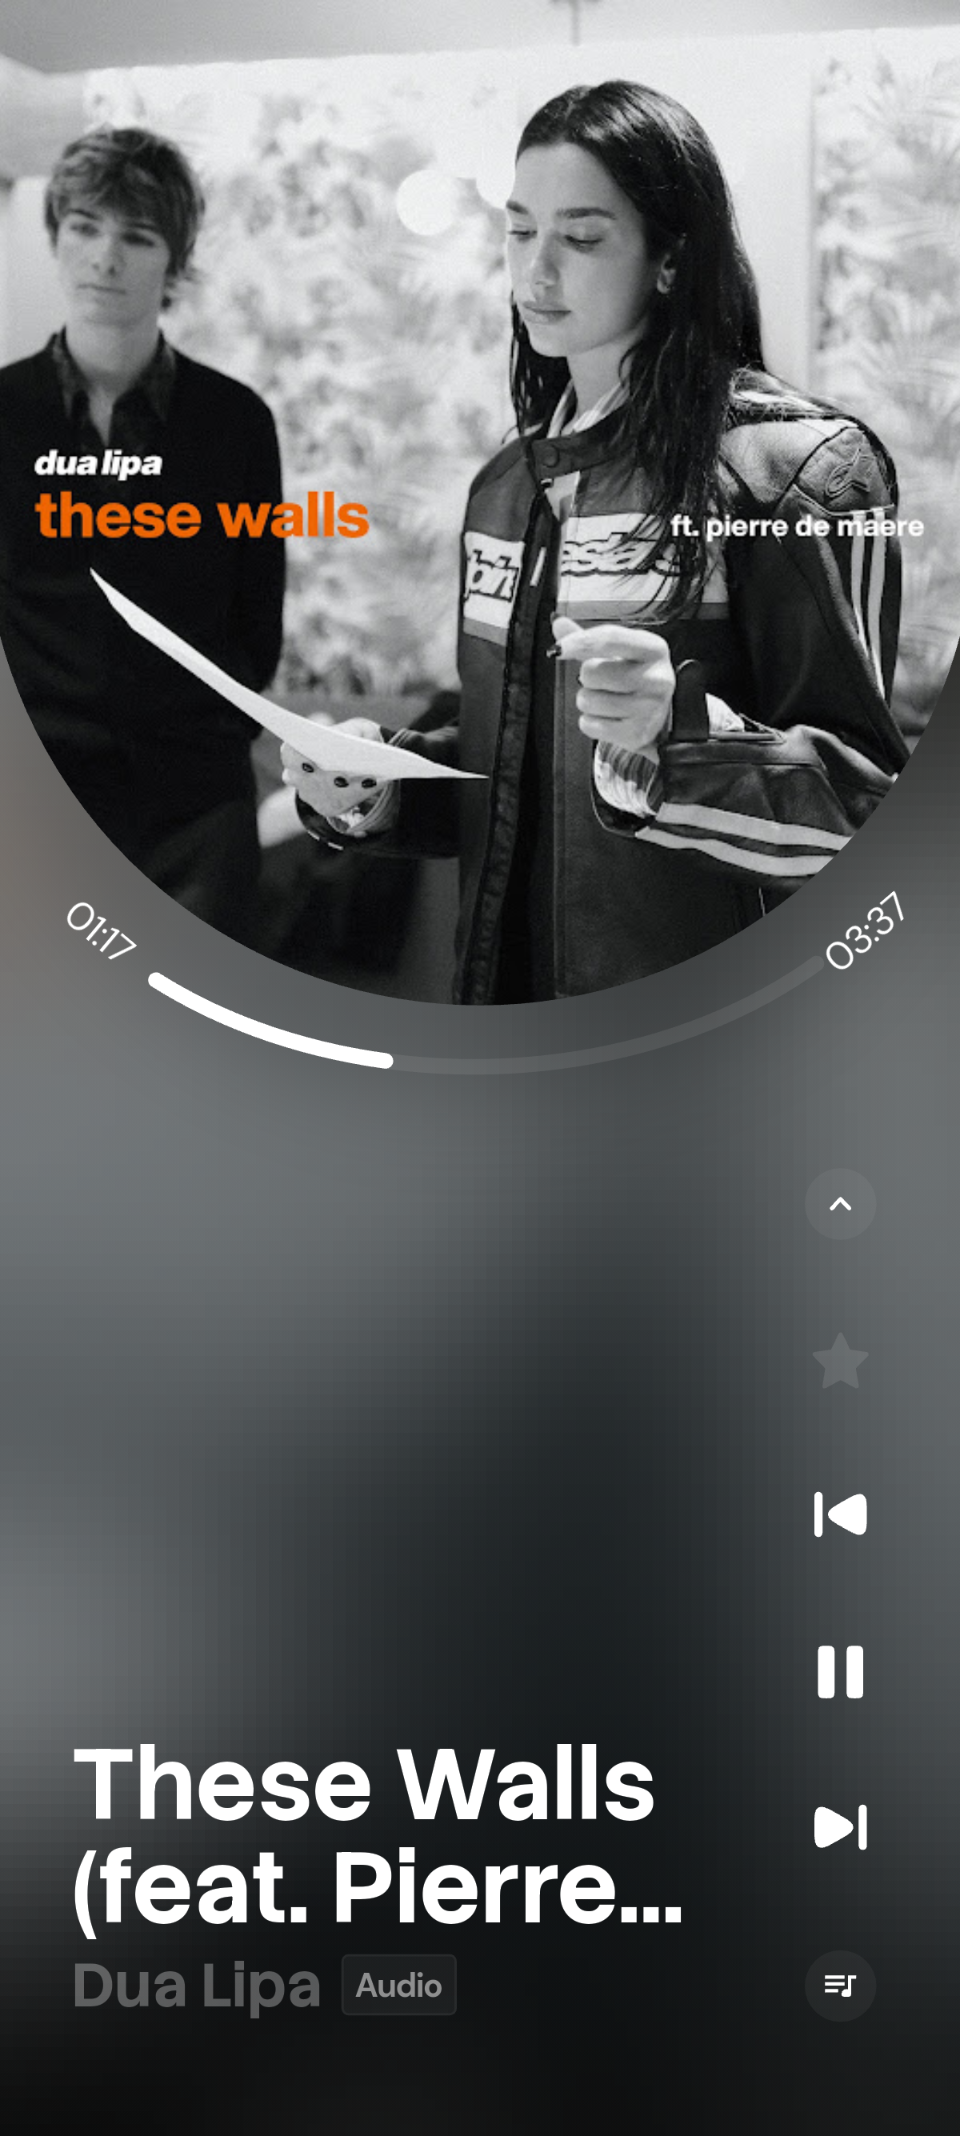 dua lipa
these walls
ft. pierre de maere
01:17
03:37
These Walls
(feat. Pierre...
Dua Lipa
Audio